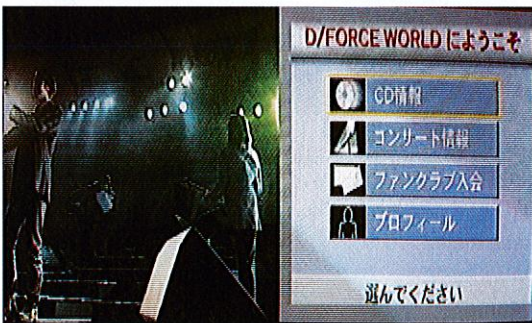 D/FORCE WORLD にようこそ
CD情報
コンサート情報
ファンクラブ入会
プロフィール
選んでください